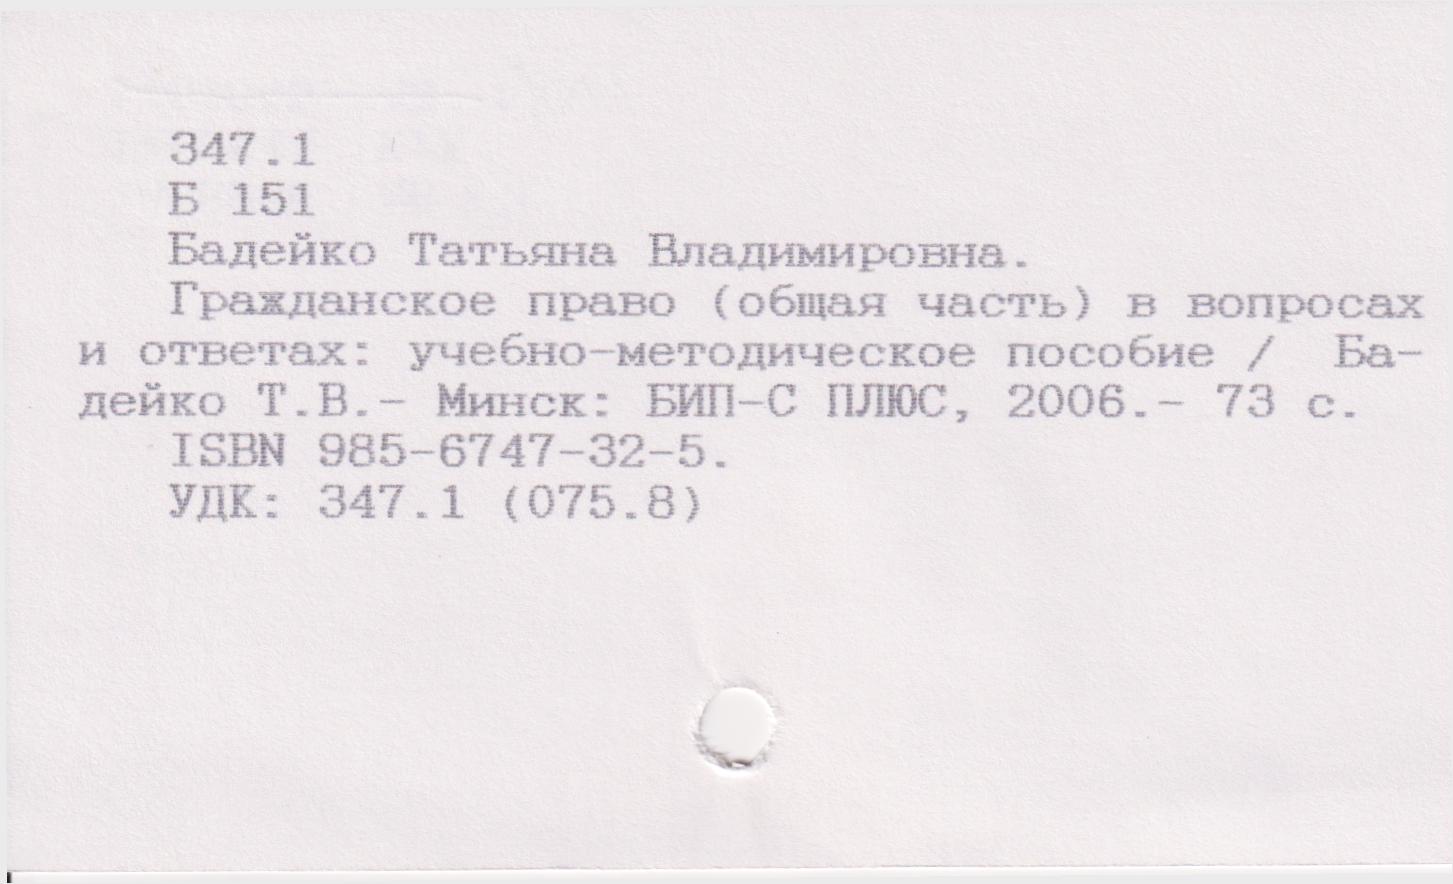 347.1
Б 151
Бадейко Татьяна Владимировна.
Гражданское право (общая часть) в вопросах
и ответах: учебно-методическое пособие / Ба-
дейко Т.В.- Минск: БИП-С ПЛЮС, 2006.- 73 с.
ISBN 985-6747-32-5.
УДК: 347.1 (075.8)